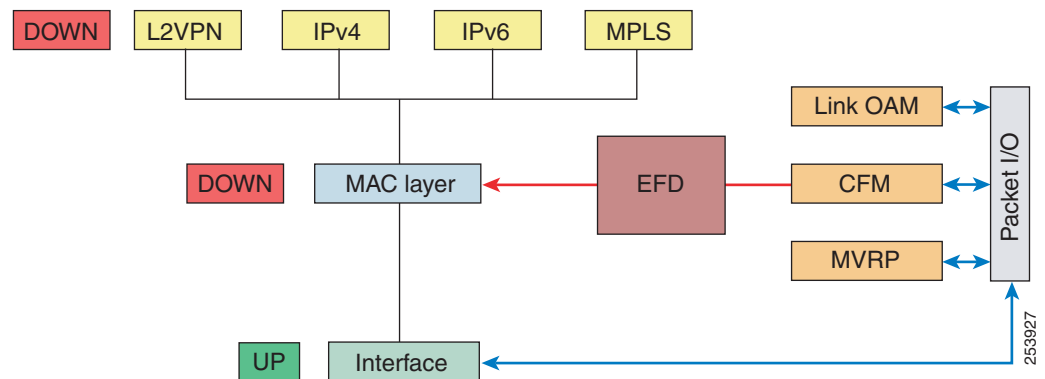 DOWN
L2VPN
IPv4
IPv6
MPLS
Link OAM
DOWN
MAC layer
EFD
CFM
Packet I/O
MVRP
UP
Interface
253927